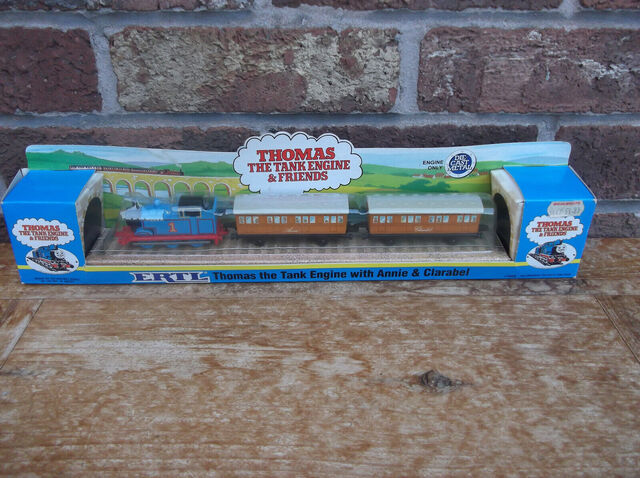 THOMAS
THE TANK ENGINE
& FRIENDS
ENGINE
ONLY
DIE
CAST
METAL
THOMAS
THE TANK ENGINE
& FRIENDS
1
Clarabel
THOMAS
THE TANK ENGINE
& FRIENDS
ERTL Thomas the Tank Engine with Annie & Clarabel